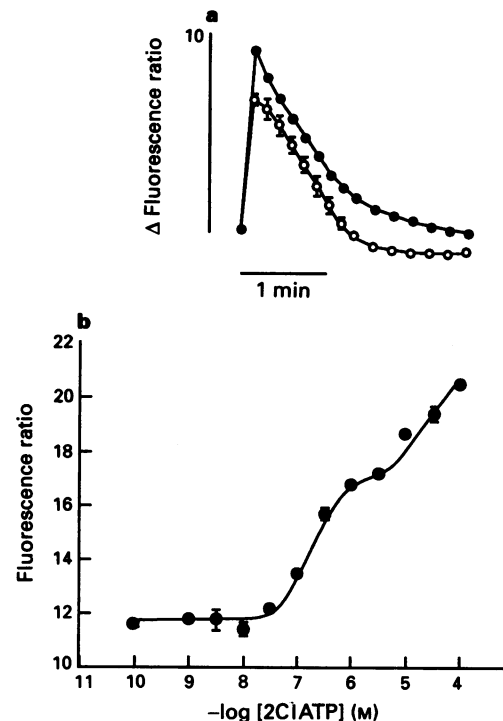 a
10
Δ Fluorescence ratio
1 min
b
22
20
18
16
14
12
10
Fluorescence ratio
11 10 9 8 7 6 5 4
–log [2ClATP] (M)